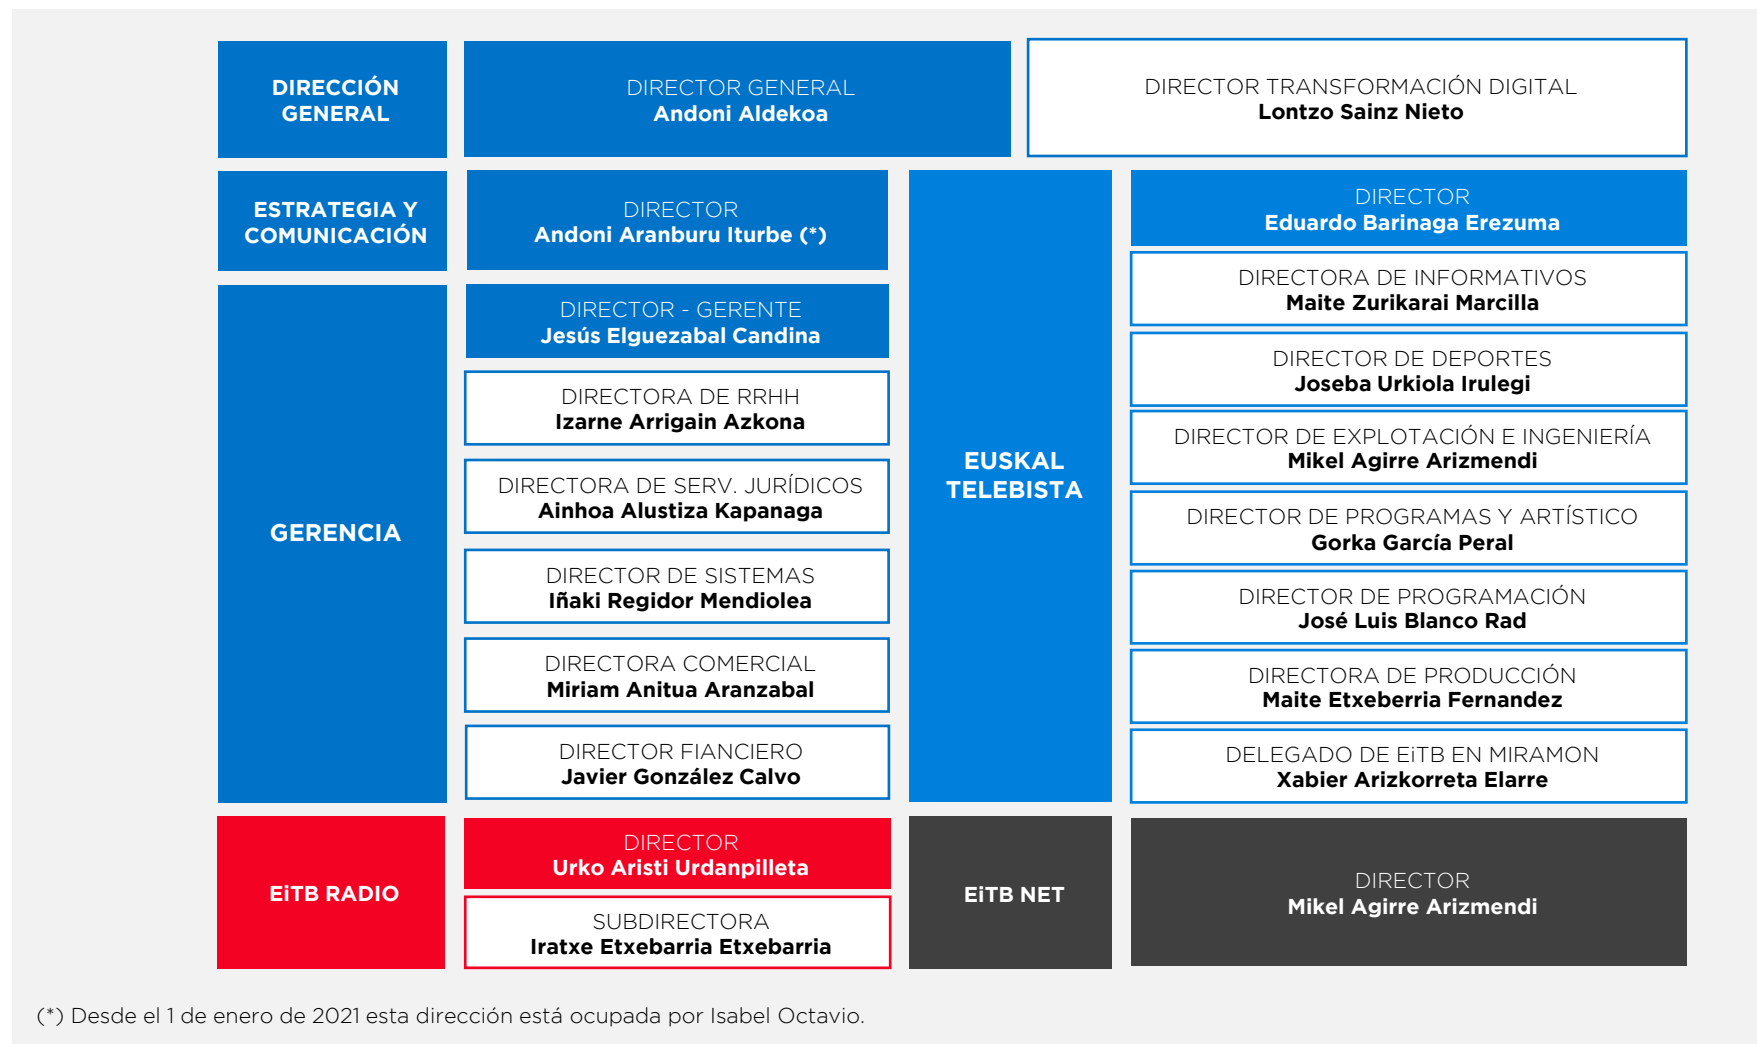 DIRECCIÓN
GENERAL
DIRECTOR GENERAL
Andoni Aldekoa
DIRECTOR TRANSFORMACIÓN DIGITAL
Lontzo Sainz Nieto
ESTRATEGIA Y
COMUNICACIÓN
DIRECTOR
Andoni Aranburu Iturbe (*)
GERENCIA
DIRECTOR - GERENTE
Jesús Elguezabal Candina
DIRECTORA DE RRHH
Izarne Arrigain Azkona
DIRECTORA DE SERV. JURÍDICOS
Ainhoa Alustiza Kapanaga
DIRECTOR DE SISTEMAS
Iñaki Regidor Mendiolea
DIRECTORA COMERCIAL
Miriam Anitua Aranzabal
DIRECTOR FIANCIERO
Javier González Calvo
EUSKAL
TELEBISTA
DIRECTOR
Eduardo Barinaga Erezuma
DIRECTORA DE INFORMATIVOS
Maite Zurikarai Marcilla
DIRECTOR DE DEPORTES
Joseba Urkiola Irulegi
DIRECTOR DE EXPLOTACIÓN E INGENIERÍA
Mikel Agirre Arizmendi
DIRECTOR DE PROGRAMAS Y ARTÍSTICO
Gorka García Peral
DIRECTOR DE PROGRAMACIÓN
José Luis Blanco Rad
DIRECTORA DE PRODUCCIÓN
Maite Etxeberria Fernandez
DELEGADO DE EiTB EN MIRAMON
Xabier Arizkorreta Elarre
EiTB RADIO
DIRECTOR
Urko Aristi Urdanpilleta
SUBDIRECTORA
Iratxe Etxebarria Etxebarria
EiTB NET
DIRECTOR
Mikel Agirre Arizmendi
(*) Desde el 1 de enero de 2021 esta dirección está ocupada por Isabel Octavio.